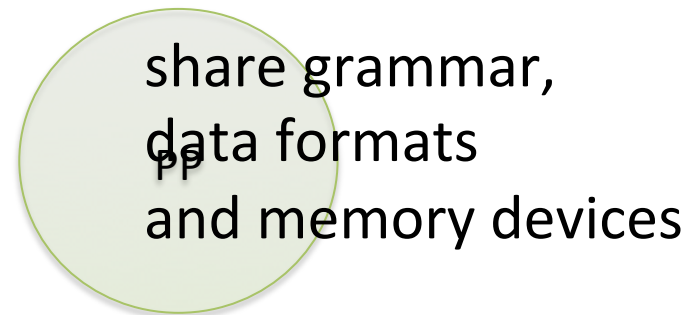 share grammar,
data formats
PP
and memory devices